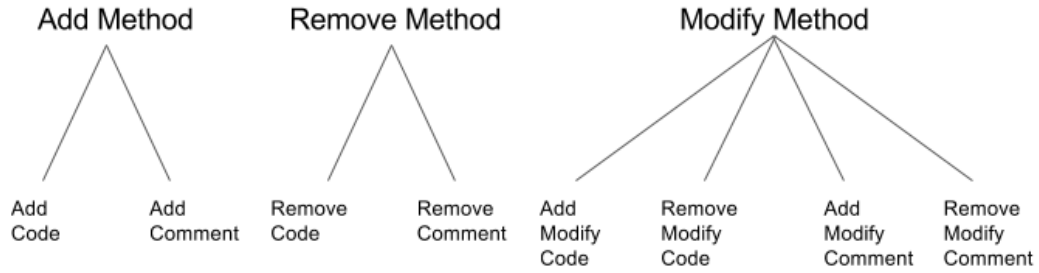 Add Method
Remove Method
Modify Method
Add
Code
Add
Comment
Remove
Code
Remove
Comment
Add
Modify
Code
Remove
Modify
Code
Add
Modify
Comment
Remove
Modify
Comment